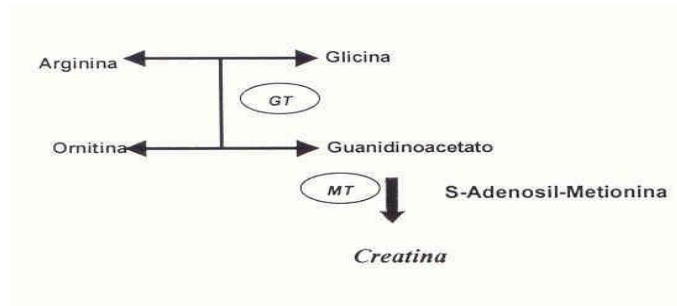 Arginina
Glicina
GT
Ornitina
Guanidinoacetato
MT
S-Adenosil-Metionina
Creatina